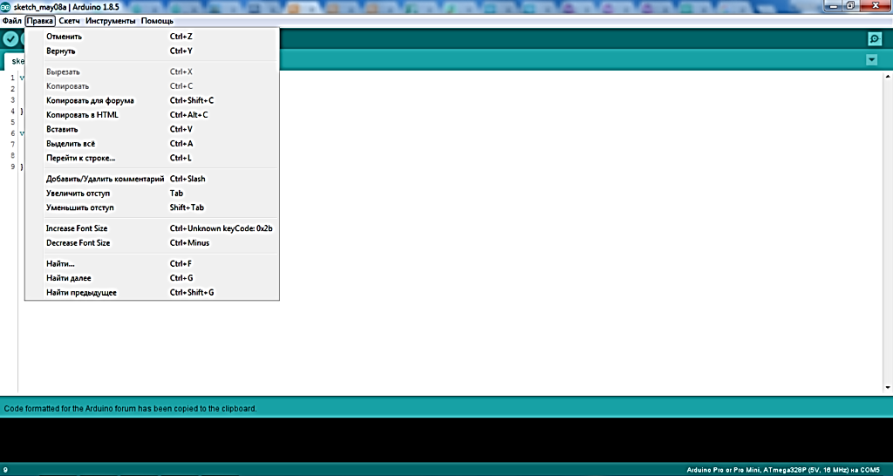 sketch_may08a | Arduino 1.8.5
Файл Правка Скетч Инструменты Помощь
Отменить Ctrl+Z
Вернуть Ctrl+Y
ske
Вырезать Ctrl+X
1 v
Копировать Ctrl+C
2
Копировать для форума Ctrl+Shift+C
3
Копировать в HTML Ctrl+Alt+C
4 }
Вставить Ctrl+V
5
6 v
Выделить всё Ctrl+A
7
Перейти к строке... Ctrl+L
8
9 }
Добавить/Удалить комментарий Ctrl+Slash
Увеличить отступ Tab
Уменьшить отступ Shift+Tab
Increase Font Size Ctrl+Unknown keyCode: 0x2b
Decrease Font Size Ctrl+Minus
Найти... Ctrl+F
Найти далее Ctrl+G
Найти предыдущее Ctrl+Shift+G
Code formatted for the Arduino forum has been copied to the clipboard.
9 Arduino Pro or Pro Mini, ATmega328P (5V, 16 MHz) на COM5